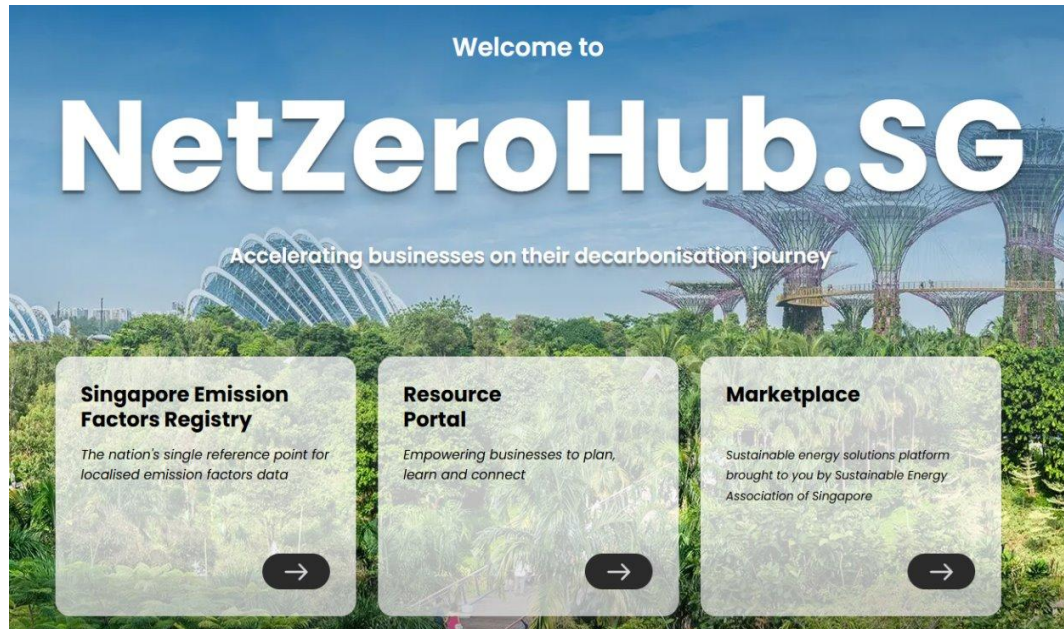 Welcome to
NetZeroHub.SG
Accelerating businesses on their decarbonisation journey
Singapore Emission
Factors Registry
The nation's single reference point for
localised emission factors data
Resource
Portal
Empowering businesses to plan,
learn and connect
Marketplace
Sustainable energy solutions platform
brought to you by Sustainable Energy
Association of Singapore